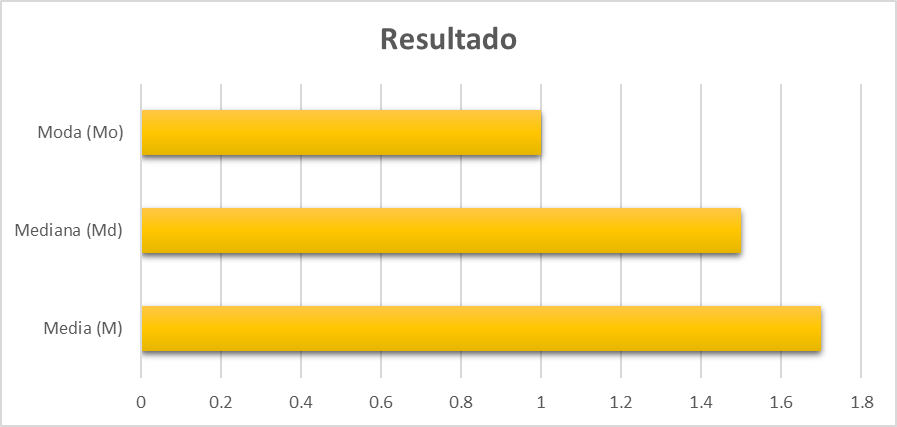 Resultado
Moda (Mo)
Mediana (Md)
Media (M)
0 0.2 0.4 0.6 0.8 1 1.2 1.4 1.6 1.8